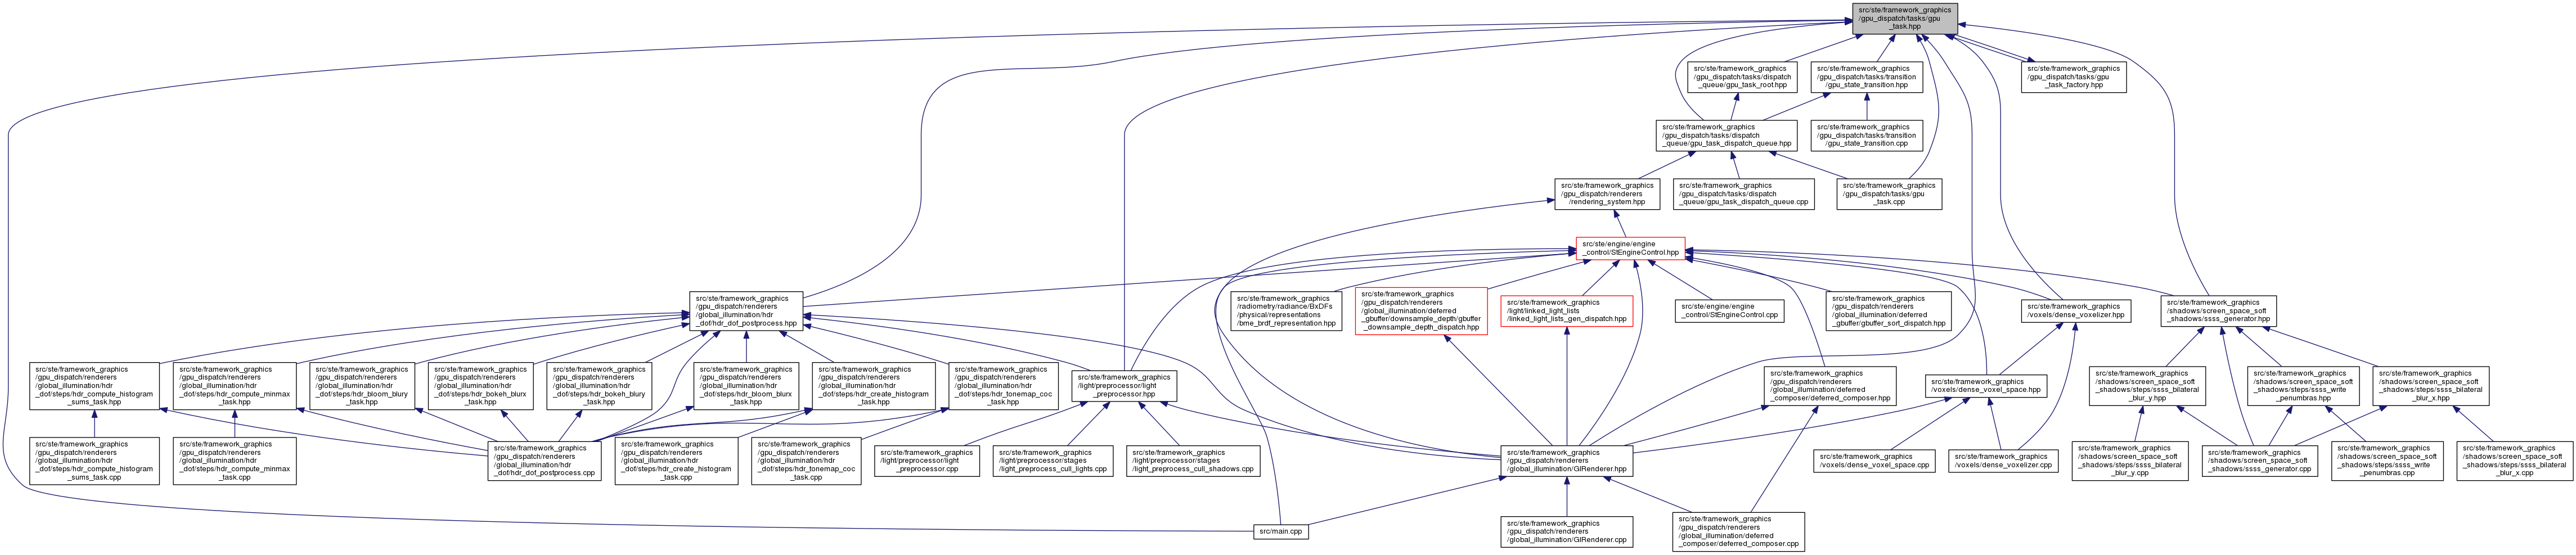 src/ste/framework_graphics
/gpu_dispatch/tasks/gpu
_task.hpp
src/ste/framework_graphics
/gpu_dispatch/tasks/dispatch
_queue/gpu_task_root.hpp
src/ste/framework_graphics
/gpu_dispatch/tasks/transition
/gpu_state_transition.hpp
src/ste/framework_graphics
/gpu_dispatch/tasks/gpu
_task_factory.hpp
src/ste/framework_graphics
/gpu_dispatch/tasks/dispatch
_queue/gpu_task_dispatch_queue.hpp
src/ste/framework_graphics
/gpu_dispatch/tasks/transition
/gpu_state_transition.cpp
src/ste/framework_graphics
/gpu_dispatch/renderers
/rendering_system.hpp
src/ste/framework_graphics
/gpu_dispatch/tasks/dispatch
_queue/gpu_task_dispatch_queue.cpp
src/ste/framework_graphics
/gpu_dispatch/tasks/gpu
_task.cpp
src/ste/engine/engine
_control/StEngineControl.hpp
src/ste/framework_graphics
/gpu_dispatch/renderers
/global_illumination/hdr
_dof/hdr_dof_postprocess.hpp
src/ste/framework_graphics
/radiometry/radiance/BxDFs
/physical/representations
/bme_brdf_representation.hpp
src/ste/framework_graphics
/gpu_dispatch/renderers
/global_illumination/deferred
_gbuffer/downsample_depth/gbuffer
_downsample_depth_dispatch.hpp
src/ste/framework_graphics
/light/linked_light_lists
/linked_light_lists_gen_dispatch.hpp
src/ste/engine/engine
_control/StEngineControl.cpp
src/ste/framework_graphics
/gpu_dispatch/renderers
/global_illumination/deferred
_gbuffer/gbuffer_sort_dispatch.hpp
src/ste/framework_graphics
/voxels/dense_voxelizer.hpp
src/ste/framework_graphics
/shadows/screen_space_soft
_shadows/ssss_generator.hpp
src/ste/framework_graphics
/gpu_dispatch/renderers
/global_illumination/hdr
_dof/steps/hdr_compute_histogram
_sums_task.hpp
src/ste/framework_graphics
/gpu_dispatch/renderers
/global_illumination/hdr
_dof/steps/hdr_compute_minmax
_task.hpp
src/ste/framework_graphics
/gpu_dispatch/renderers
/global_illumination/hdr
_dof/steps/hdr_bloom_blury
_task.hpp
src/ste/framework_graphics
/gpu_dispatch/renderers
/global_illumination/hdr
_dof/steps/hdr_bokeh_blurx
_task.hpp
src/ste/framework_graphics
/gpu_dispatch/renderers
/global_illumination/hdr
_dof/steps/hdr_bokeh_blury
_task.hpp
src/ste/framework_graphics
/gpu_dispatch/renderers
/global_illumination/hdr
_dof/steps/hdr_bloom_blurx
_task.hpp
src/ste/framework_graphics
/gpu_dispatch/renderers
/global_illumination/hdr
_dof/steps/hdr_create_histogram
_task.hpp
src/ste/framework_graphics
/gpu_dispatch/renderers
/global_illumination/hdr
_dof/steps/hdr_tonemap_coc
_task.hpp
src/ste/framework_graphics
/light/preprocessor/light
_preprocessor.hpp
src/ste/framework_graphics
/gpu_dispatch/renderers
/global_illumination/deferred
_composer/deferred_composer.hpp
src/ste/framework_graphics
/voxels/dense_voxel_space.hpp
src/ste/framework_graphics
/shadows/screen_space_soft
_shadows/steps/ssss_bilateral
_blur_y.hpp
src/ste/framework_graphics
/shadows/screen_space_soft
_shadows/steps/ssss_write
_penumbras.hpp
src/ste/framework_graphics
/shadows/screen_space_soft
_shadows/steps/ssss_bilateral
_blur_x.hpp
src/ste/framework_graphics
/gpu_dispatch/renderers
/global_illumination/hdr
_dof/steps/hdr_compute_histogram
_sums_task.cpp
src/ste/framework_graphics
/gpu_dispatch/renderers
/global_illumination/hdr
_dof/steps/hdr_compute_minmax
_task.cpp
src/ste/framework_graphics
/gpu_dispatch/renderers
/global_illumination/hdr
_dof/hdr_dof_postprocess.cpp
src/ste/framework_graphics
/gpu_dispatch/renderers
/global_illumination/hdr
_dof/steps/hdr_create_histogram
_task.cpp
src/ste/framework_graphics
/gpu_dispatch/renderers
/global_illumination/hdr
_dof/steps/hdr_tonemap_coc
_task.cpp
src/ste/framework_graphics
/light/preprocessor/light
_preprocessor.cpp
src/ste/framework_graphics
/light/preprocessor/stages
/light_preprocess_cull_lights.cpp
src/ste/framework_graphics
/light/preprocessor/stages
/light_preprocess_cull_shadows.cpp
src/ste/framework_graphics
/gpu_dispatch/renderers
/global_illumination/GIRenderer.hpp
src/ste/framework_graphics
/voxels/dense_voxel_space.cpp
src/ste/framework_graphics
/voxels/dense_voxelizer.cpp
src/ste/framework_graphics
/shadows/screen_space_soft
_shadows/steps/ssss_bilateral
_blur_y.cpp
src/ste/framework_graphics
/shadows/screen_space_soft
_shadows/ssss_generator.cpp
src/ste/framework_graphics
/shadows/screen_space_soft
_shadows/steps/ssss_write
_penumbras.cpp
src/ste/framework_graphics
/shadows/screen_space_soft
_shadows/steps/ssss_bilateral
_blur_x.cpp
src/main.cpp
src/ste/framework_graphics
/gpu_dispatch/renderers
/global_illumination/GIRenderer.cpp
src/ste/framework_graphics
/gpu_dispatch/renderers
/global_illumination/deferred
_composer/deferred_composer.cpp